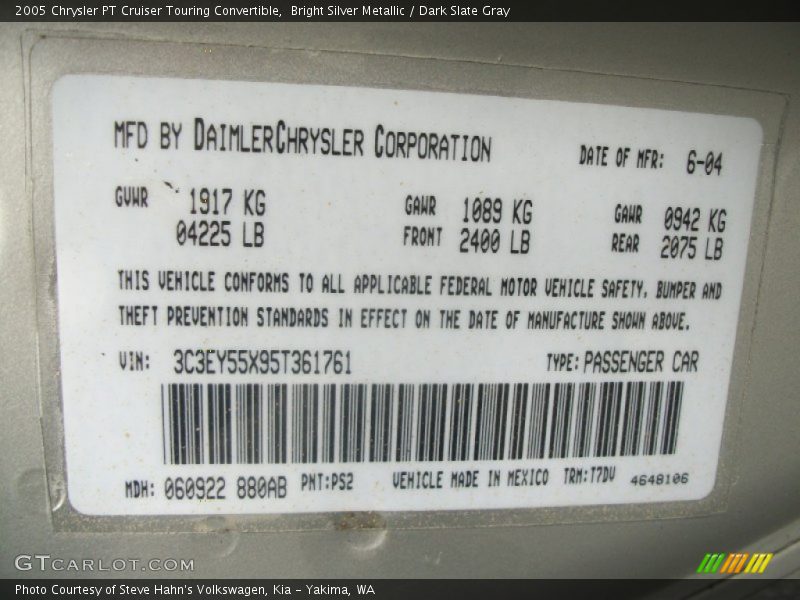 2005 Chrysler PT Cruiser Touring Convertible,  Bright Silver Metallic / Dark Slate Gray
MFD BY DAIMLERCHRYSLER CORPORATION DATE OF MFR: 6-04
GVWR 1917 KG GAWR 1089 KG GAWR 0942 KG
04225 LB FRONT 2400 LB REAR 2075 LB
THIS VEHICLE CONFORMS TO ALL APPLICABLE FEDERAL MOTOR VEHICLE SAFETY, BUMPER AND
THEFT PREVENTION STANDARDS IN EFFECT ON THE DATE OF MANUFACTURE SHOWN ABOVE.
VIN: 3C3EY55X95T361761 TYPE: PASSENGER CAR
MDH: 060922 880AB PNT:PS2 VEHICLE MADE IN MEXICO TRM:T7DV 4648106
GTCARLOT.COM
Photo Courtesy of Steve Hahn's Volkswagen, Kia – Yakima, WA